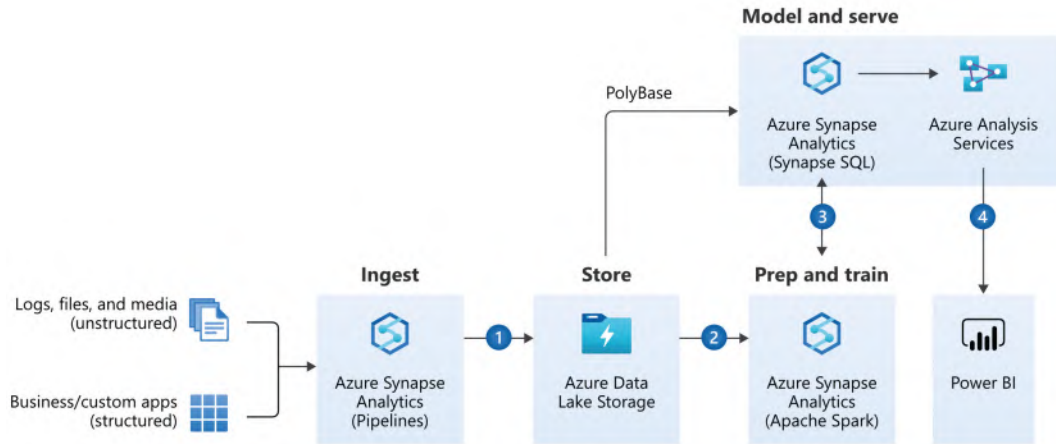 Model and serve
PolyBase
Azure Synapse
Analytics
(Synapse SQL)
Azure Analysis
Services
3
4
Ingest
Store
Prep and train
Logs, files, and media
(unstructured)
Business/custom apps
(structured)
1
2
Azure Synapse
Analytics
(Pipelines)
Azure Data
Lake Storage
Azure Synapse
Analytics
(Apache Spark)
Power BI